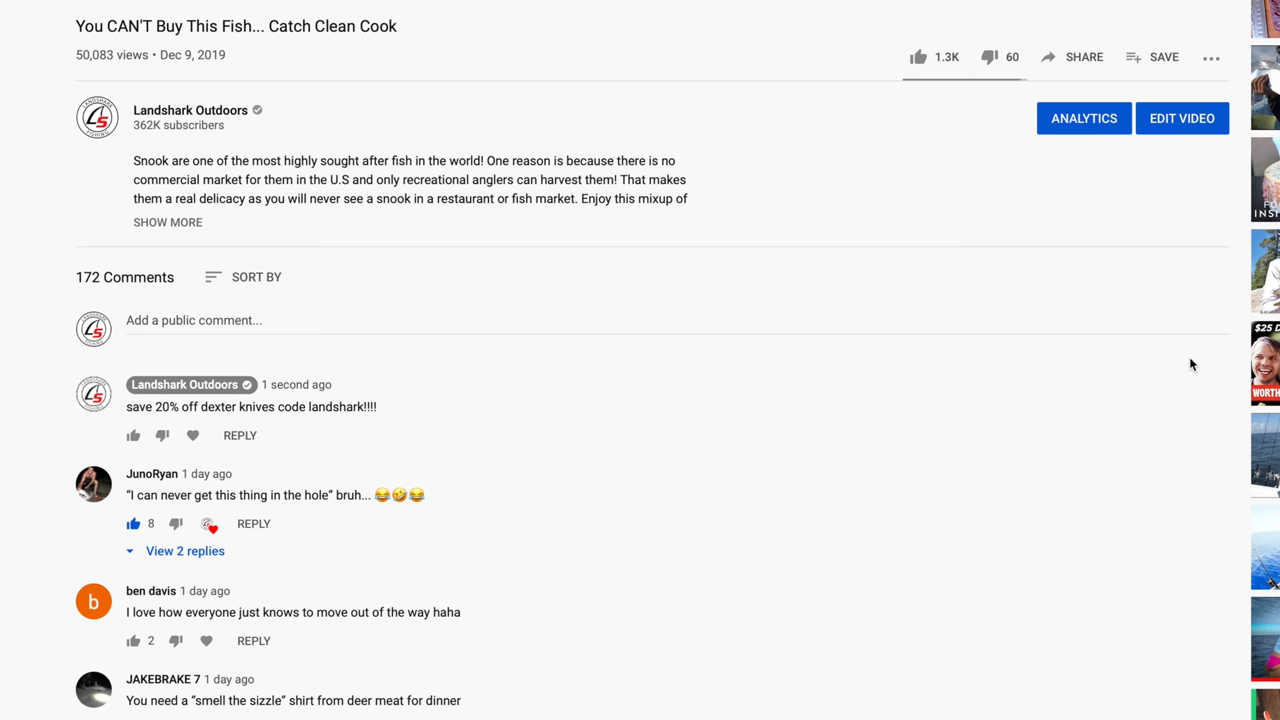 You CAN'T Buy This Fish... Catch Clean Cook
50,083 views • Dec 9, 2019
1.3K 60 SHARE SAVE
Landshark Outdoors
362K subscribers
ANALYTICS EDIT VIDEO
Snook are one of the most highly sought after fish in the world! One reason is because there is no
commercial market for them in the U.S and only recreational anglers can harvest them! That makes
them a real delicacy as you will never see a snook in a restaurant or fish market. Enjoy this mixup of
SHOW MORE
172 Comments SORT BY
Add a public comment...
Landshark Outdoors 1 second ago
save 20% off dexter knives code landshark!!!!
REPLY
JunoRyan 1 day ago
“I can never get this thing in the hole” bruh... 😂🤣😂
8 REPLY
View 2 replies
b
ben davis 1 day ago
I love how everyone just knows to move out of the way haha
2 REPLY
JAKEBRAKE 7 1 day ago
You need a “smell the sizzle” shirt from deer meat for dinner
$25 D
WORTH